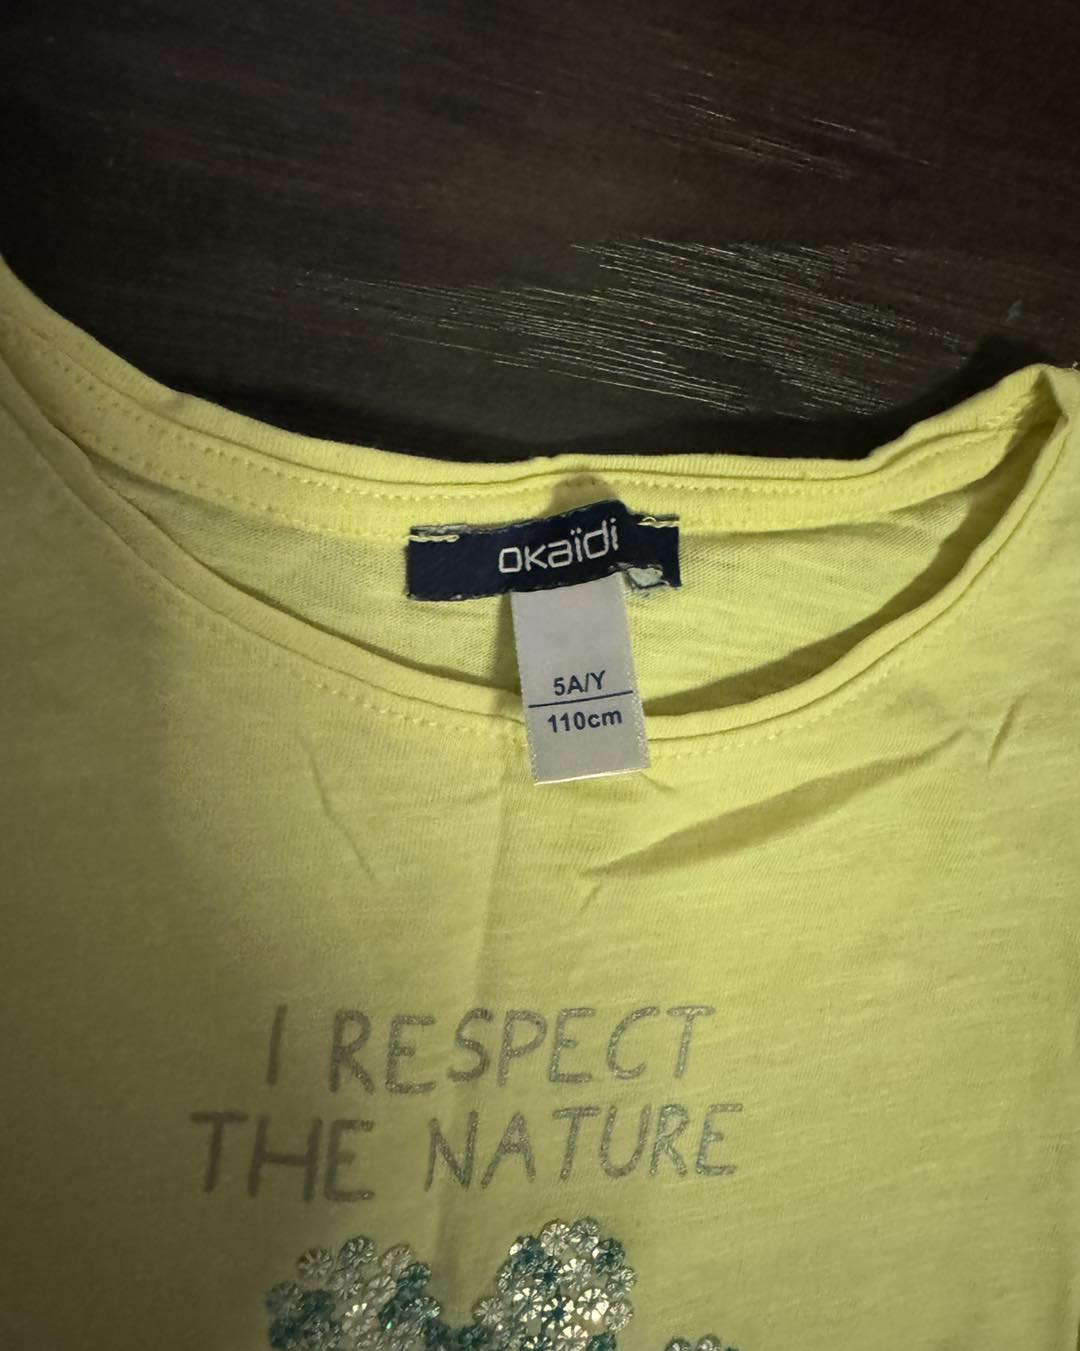 okaïdi
5A/Y
110cm
I RESPECT
THE NATURE